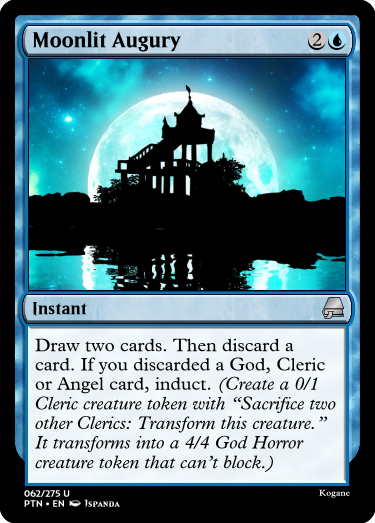 Moonlit Augury 2
Instant
Draw two cards. Then discard a
card. If you discarded a God, Cleric
or Angel card, induct. (Create a 0/1
Cleric creature token with “Sacrifice two
other Clerics: Transform this creature.”
It transforms into a 4/4 God Horror
creature token that can’t block.)
062/275 U Kogane
PTN • EN Ispanda